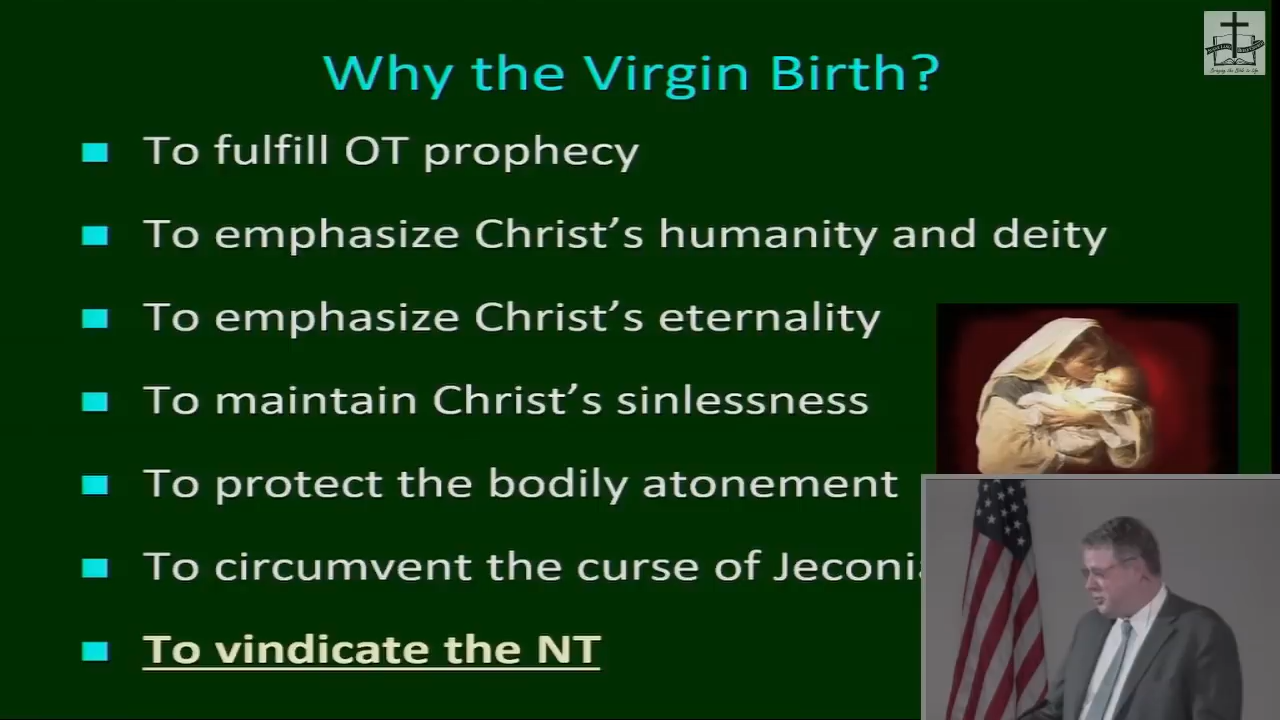 Why the Virgin Birth?
To fulfill OT prophecy
To emphasize Christ’s humanity and deity
To emphasize Christ’s eternality
To maintain Christ’s sinlessness
To protect the bodily atonement
To circumvent the curse of
To vindicate the NT